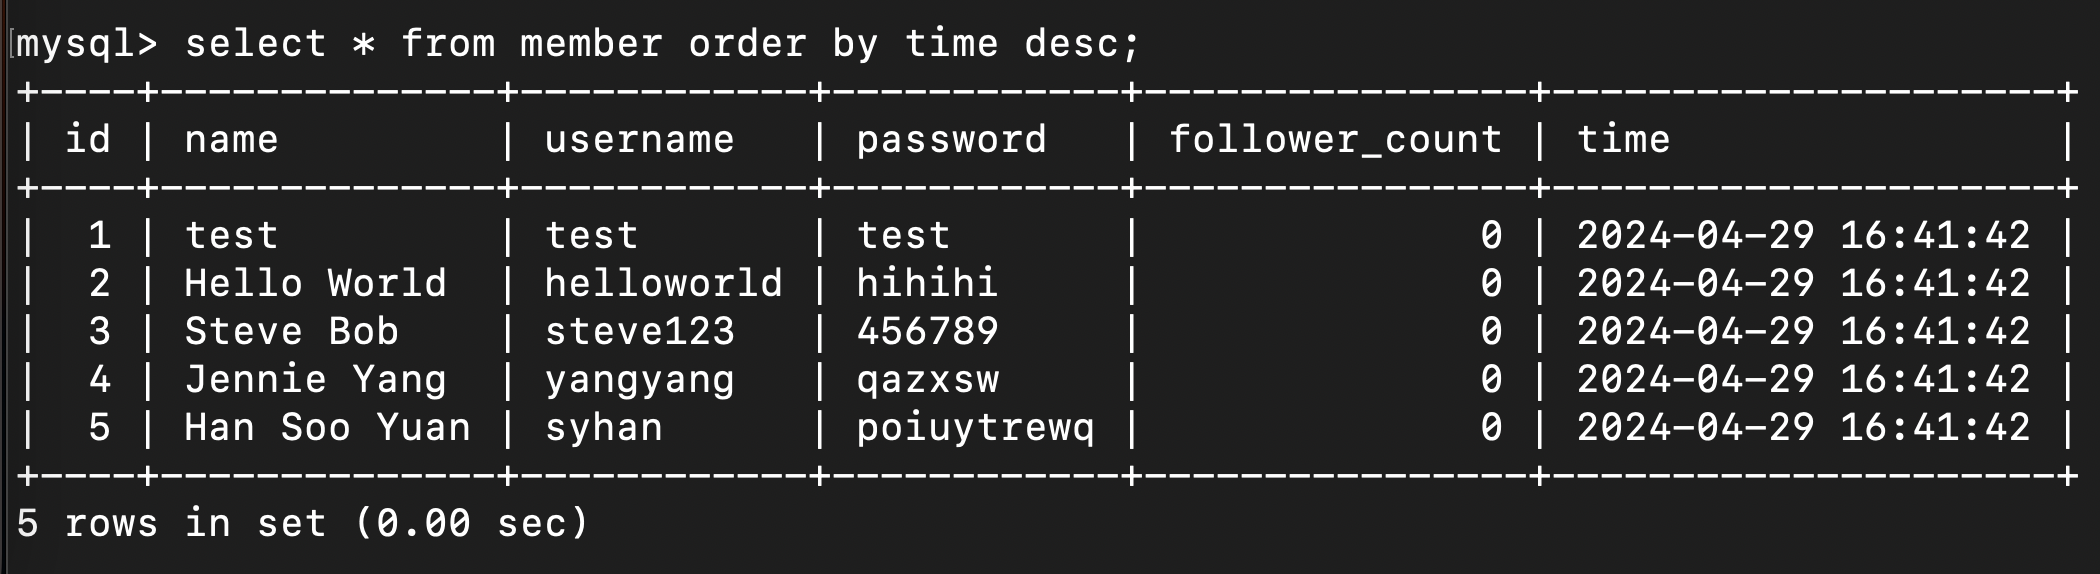 mysql> select * from member order by time desc;
+----+--------------+------------+------------+----------------+---------------------+
| id | name         | username   | password   | follower_count | time                |
+----+--------------+------------+------------+----------------+---------------------+
|  1 | test         | test       | test       |              0 | 2024-04-29 16:41:42 |
|  2 | Hello World  | helloworld | hihihi     |              0 | 2024-04-29 16:41:42 |
|  3 | Steve Bob    | steve123   | 456789     |              0 | 2024-04-29 16:41:42 |
|  4 | Jennie Yang  | yangyang   | qazxsw     |              0 | 2024-04-29 16:41:42 |
|  5 | Han Soo Yuan | syhan      | poiuytrewq |              0 | 2024-04-29 16:41:42 |
+----+--------------+------------+------------+----------------+---------------------+
5 rows in set (0.00 sec)